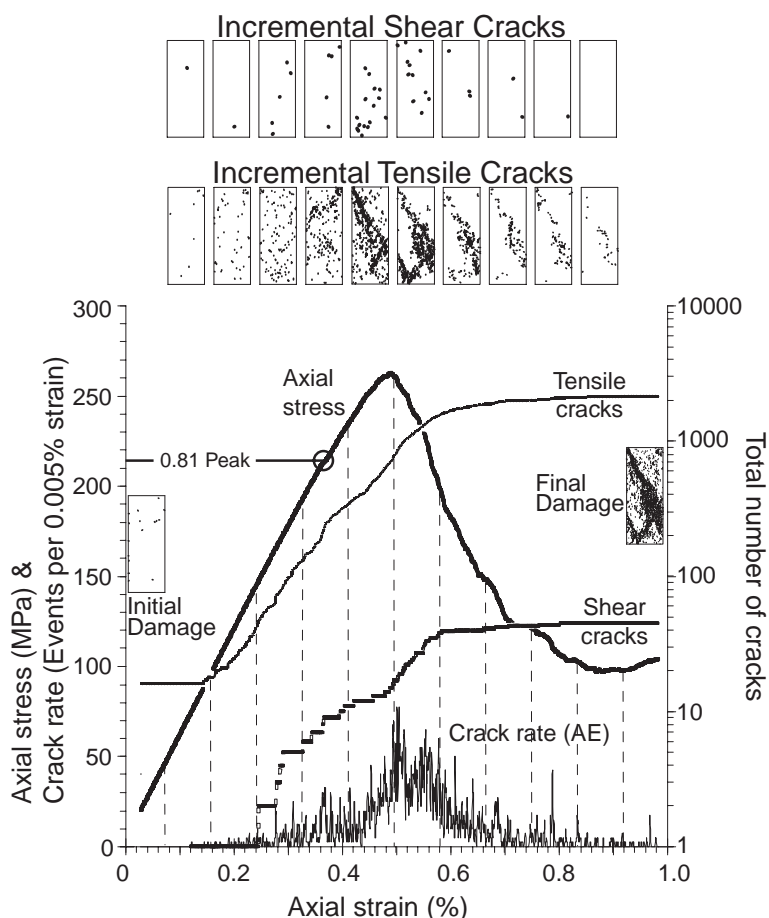 Incremental Shear Cracks
Incremental Tensile Cracks
300
250
200
150
100
50
0
Axial stress (MPa) &
Crack rate (Events per 0.005% strain)
10000
1000
100
10
1
Total number of cracks
Axial
stress
Tensile
cracks
0.81 Peak
Final
Damage
Initial
Damage
Shear
cracks
Crack rate (AE)
0
0.2
0.4
0.6
0.8
1.0
Axial strain (%)